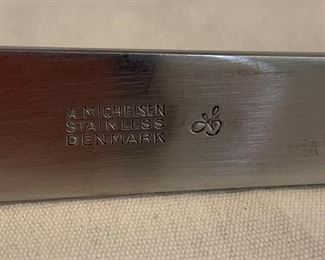 A. MICHELSEN
STAINLESS
DENMARK